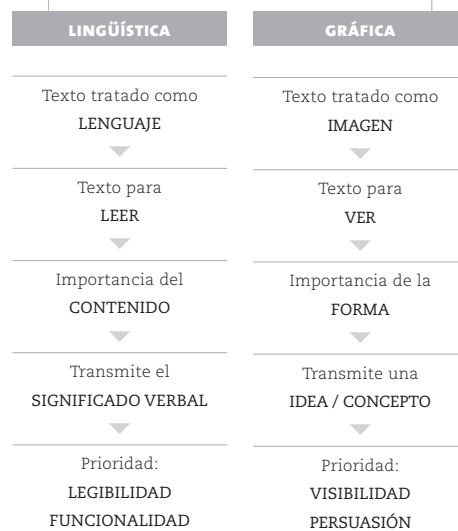 LINGÜÍSTICA
Texto tratado como
LENGUAJE
Texto para
LEER
Importancia del
CONTENIDO
Transmite el
SIGNIFICADO VERBAL
Prioridad:
LEGIBILIDAD
FUNCIONALIDAD
GRÁFICA
Texto tratado como
IMAGEN
Texto para
VER
Importancia de la
FORMA
Transmite una
IDEA / CONCEPTO
Prioridad:
VISIBILIDAD
PERSUASIÓN